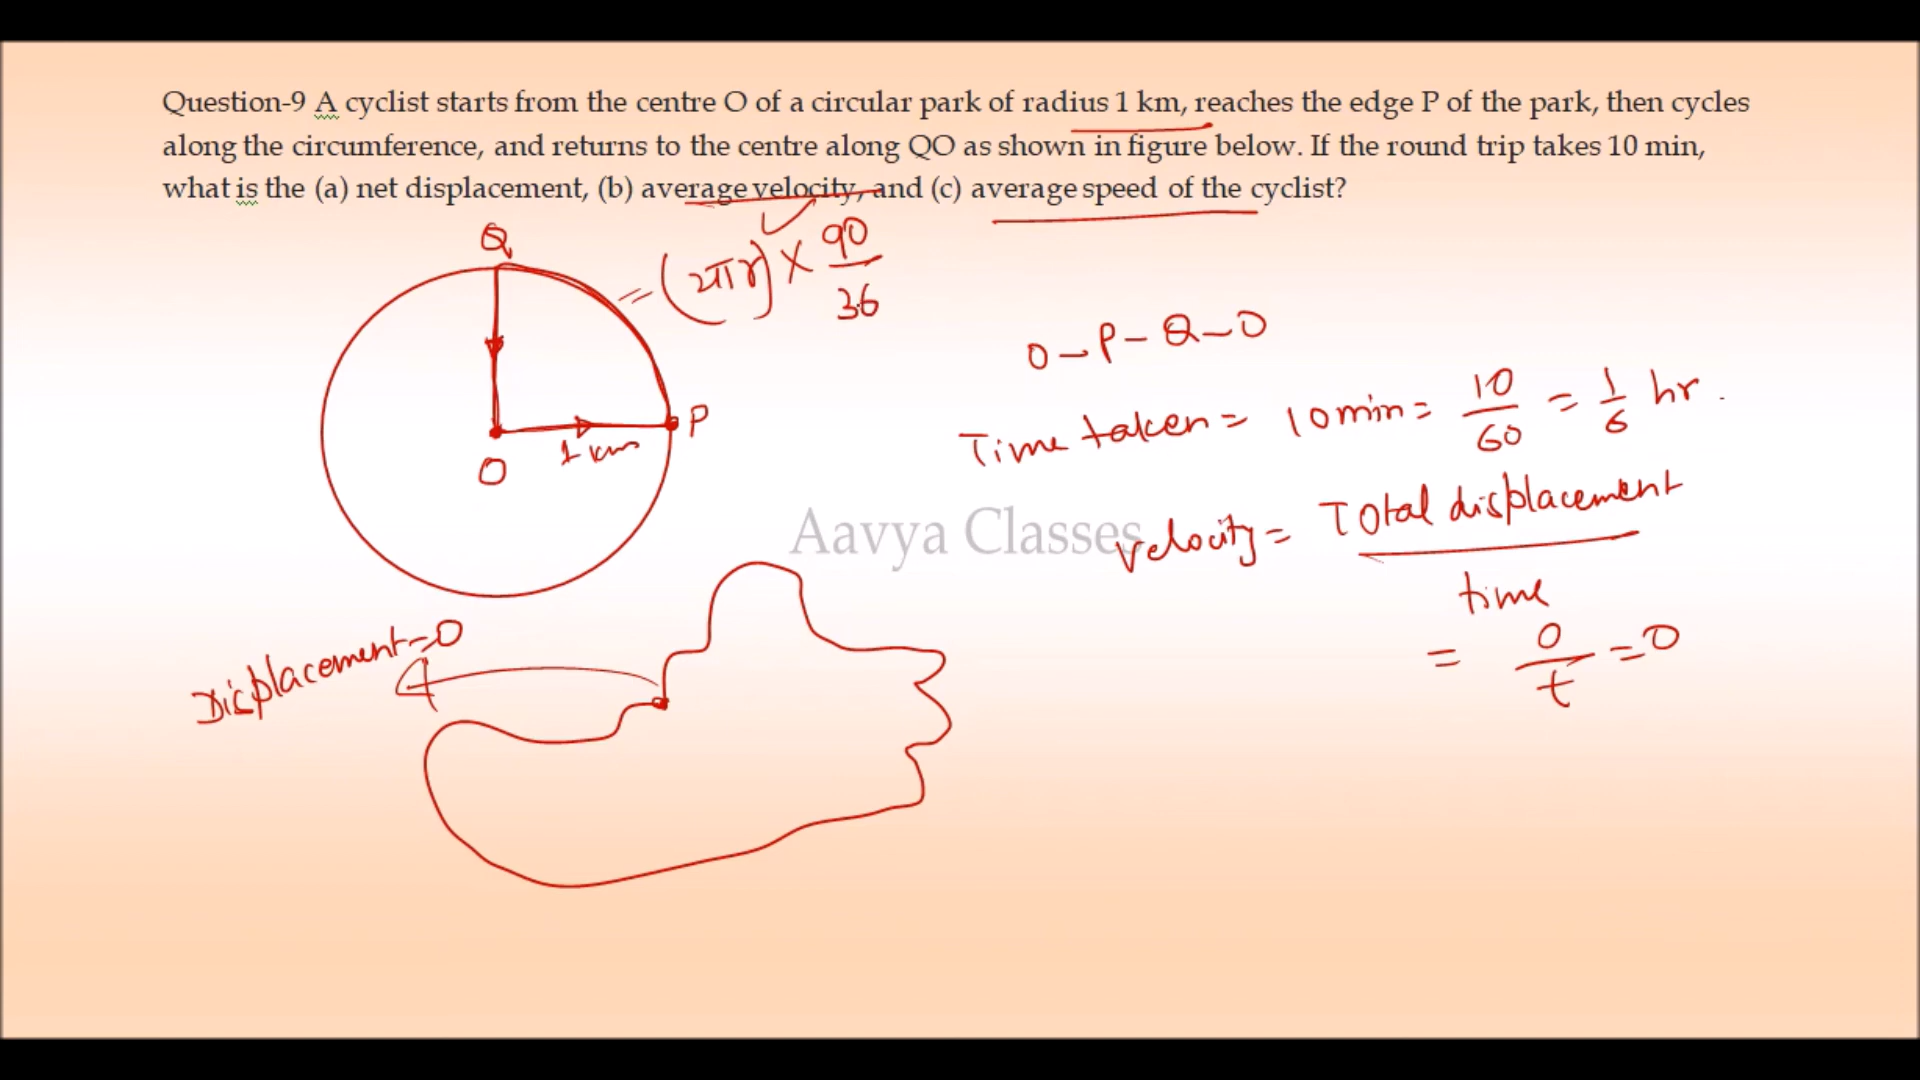 Question-9 A cyclist starts from the centre O of a circular park of radius 1 km, reaches the edge P of the park, then cycles
along the circumference, and returns to the centre along QO as shown in figure below. If the round trip takes 10 min,
what is the (a) net displacement, (b) average velocity, and (c) average speed of the cyclist?
Q
= (2πr) × 90/36
O – P – Q – O
Time taken = 10 min = 10/60 = 1/6 hr.
P
1 km
O
Aavya Classes
velocity = Total displacement
time
= 0/t = 0
Displacement = 0